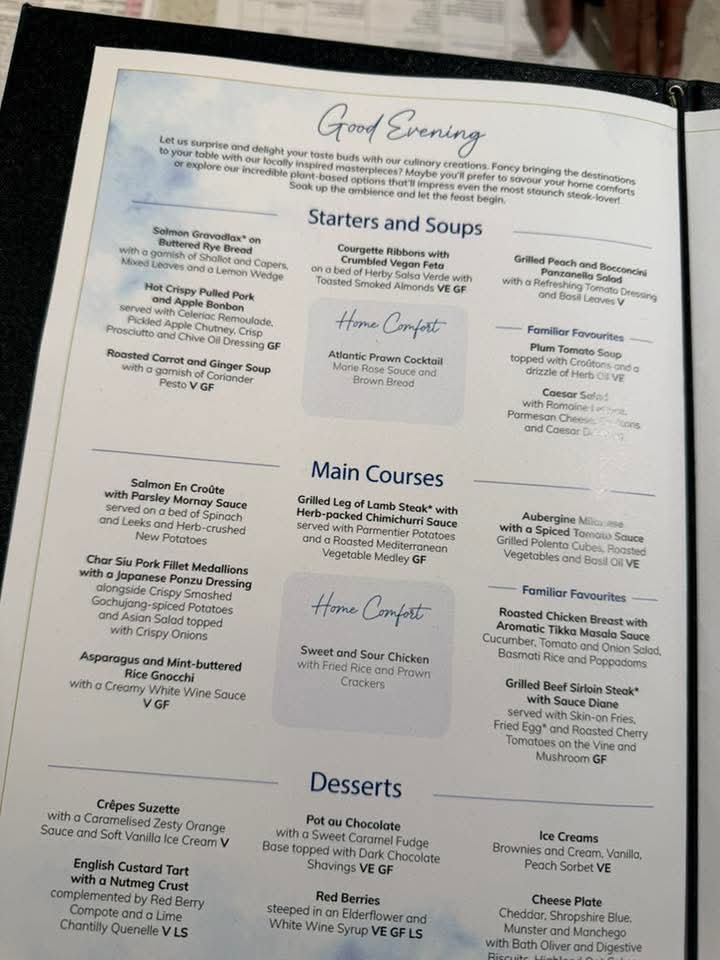 Good Evening
Let us surprise and delight your taste buds with our culinary creations. Fancy bringing the destinations
to your table with our locally inspired masterpieces? Maybe you'll prefer to savour your home comforts
or explore our incredible plant-based options that'll impress even the most staunch steak-lover!
Soak up the ambience and let the feast begin.
Starters and Soups
Salmon Gravadlax* on
Buttered Rye Bread
with a garnish of Shallot and Capers,
Mixed Leaves and a Lemon Wedge
Hot Crispy Pulled Pork
and Apple Bonbon
served with Celeriac Remoulade,
Pickled Apple Chutney, Crisp
Prosciutto and Chive Oil Dressing GF
Roasted Carrot and Ginger Soup
with a garnish of Coriander
Pesto V GF
Courgette Ribbons with
Crumbled Vegan Feta
on a bed of Herby Salsa Verde with
Toasted Smoked Almonds VE GF
Home Comfort
Atlantic Prawn Cocktail
Marie Rose Sauce and
Brown Bread
Grilled Peach and Bocconcini
Panzanella Salad
with a Refreshing Tomato Dressing
and Basil Leaves V
Familiar Favourites
Plum Tomato Soup
topped with Croûtons and a
drizzle of Herb Oil VE
Caesar Salad
with Romaine
Parmesan Cheese,
and Caesar
Main Courses
Salmon En Croûte
with Parsley Mornay Sauce
served on a bed of Spinach
and Leeks and Herb-crushed
New Potatoes
Char Siu Pork Fillet Medallions
with a Japanese Ponzu Dressing
alongside Crispy Smashed
Gochujang-spiced Potatoes
and Asian Salad topped
with Crispy Onions
Asparagus and Mint-buttered
Rice Gnocchi
with a Creamy White Wine Sauce
V GF
Grilled Leg of Lamb Steak* with
Herb-packed Chimichurri Sauce
served with Parmentier Potatoes
and a Roasted Mediterranean
Vegetable Medley GF
Home Comfort
Sweet and Sour Chicken
with Fried Rice and Prawn
Crackers
Aubergine Milanese
with a Spiced Tomato Sauce
Grilled Polenta Cubes, Roasted
Vegetables and Basil Oil VE
Familiar Favourites
Roasted Chicken Breast with
Aromatic Tikka Masala Sauce
Cucumber, Tomato and Onion Salad,
Basmati Rice and Poppadoms
Grilled Beef Sirloin Steak*
with Sauce Diane
served with Skin-on Fries,
Fried Egg* and Roasted Cherry
Tomatoes on the Vine and
Mushroom GF
Desserts
Crêpes Suzette
with a Caramelised Zesty Orange
Sauce and Soft Vanilla Ice Cream V
English Custard Tart
with a Nutmeg Crust
complemented by Red Berry
Compote and a Lime
Chantilly Quenelle V LS
Pot au Chocolate
with a Sweet Caramel Fudge
Base topped with Dark Chocolate
Shavings VE GF
Red Berries
steeped in an Elderflower and
White Wine Syrup VE GF LS
Ice Creams
Brownies and Cream, Vanilla,
Peach Sorbet VE
Cheese Plate
Cheddar, Shropshire Blue,
Munster and Manchego
with Bath Oliver and Digestive